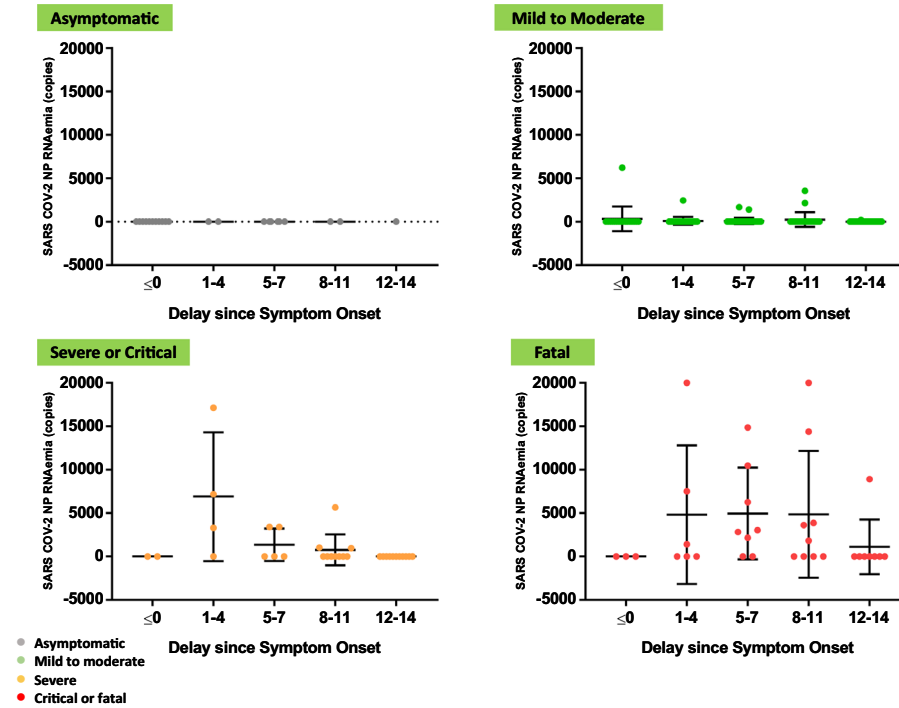 Asymptomatic
SARS COV-2 NP RNAemia (copies)
20000
15000
10000
5000
0
-5000
≤0 1-4 5-7 8-11 12-14
Delay since Symptom Onset
Mild to Moderate
SARS COV-2 NP RNAemia (copies)
20000
15000
10000
5000
0
-5000
≤0 1-4 5-7 8-11 12-14
Delay since Symptom Onset
Severe or Critical
SARS COV-2 NP RNAemia (copies)
20000
15000
10000
5000
0
-5000
≤0 1-4 5-7 8-11 12-14
Delay since Symptom Onset
Fatal
SARS COV-2 NP RNAemia (copies)
20000
15000
10000
5000
0
-5000
≤0 1-4 5-7 8-11 12-14
Delay since Symptom Onset
Asymptomatic
Mild to moderate
Severe
Critical or fatal